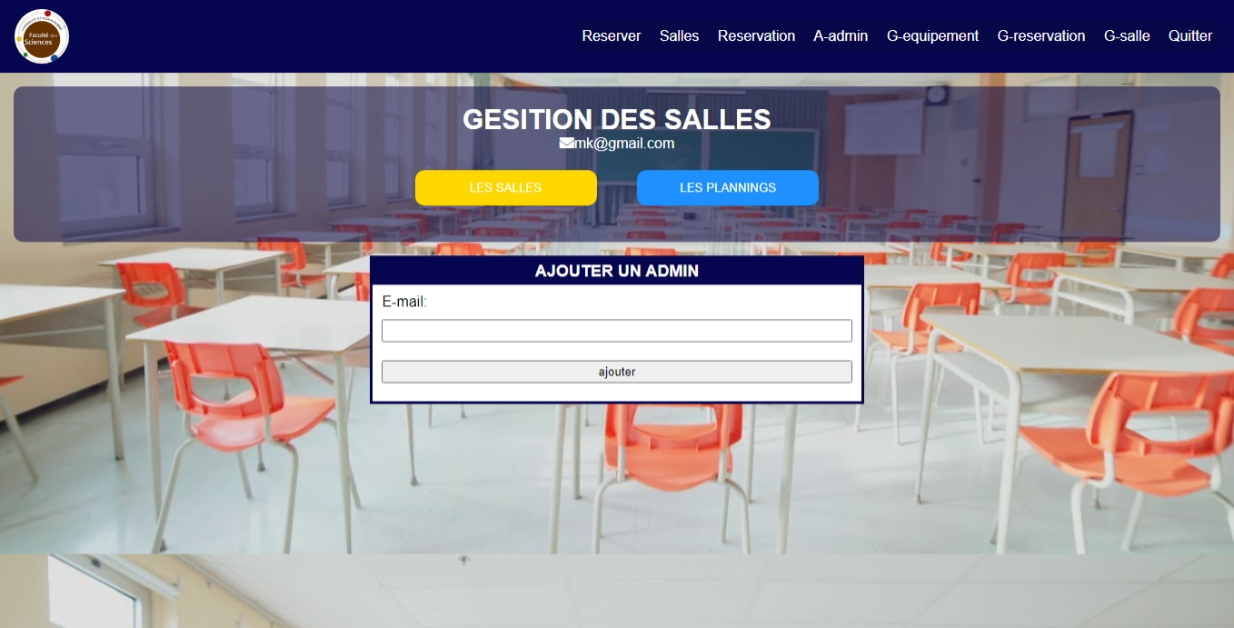 Faculté des
Sciences
Reserver Salles Reservation A-admin G-equipement G-reservation G-salle Quitter
GESITION DES SALLES
mk@gmail.com
LES SALLES LES PLANNINGS
AJOUTER UN ADMIN
E-mail:
ajouter